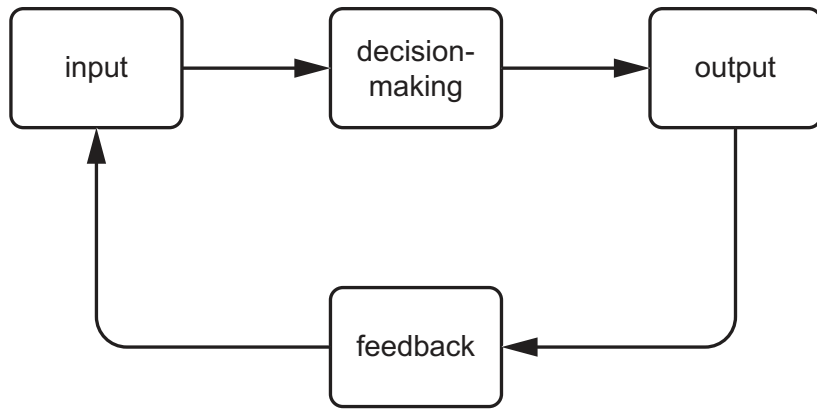 input
decision-
making
output
feedback